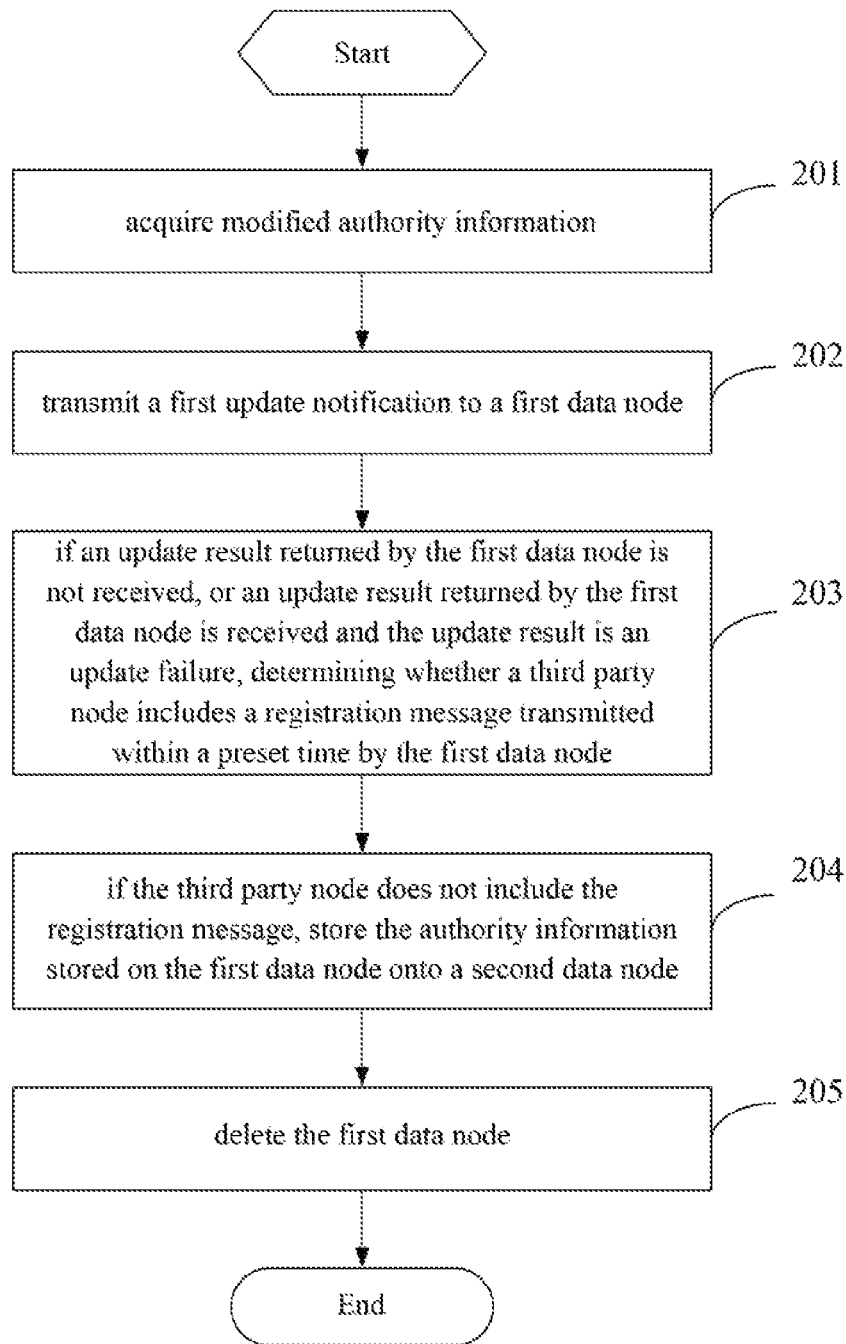 Start
201
acquire modified authority information
202
transmit a first update notification to a first data node
203
if an update result returned by the first data node is
not received, or an update result returned by the first
data node is received and the update result is an
update failure, determining whether a third party
node includes a registration message transmitted
within a preset time by the first data node
204
if the third party node does not include the
registration message, store the authority information
stored on the first data node onto a second data node
205
delete the first data node
End